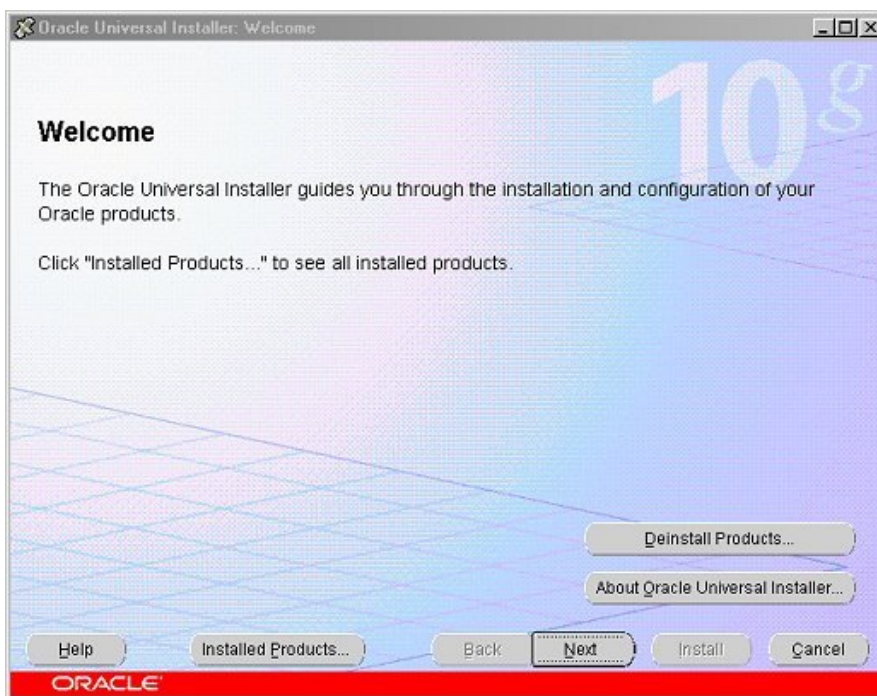 Oracle Universal Installer: Welcome
10g
Welcome
The Oracle Universal Installer guides you through the installation and configuration of your
Oracle products.
Click "Installed Products..." to see all installed products.
Deinstall Products...
About Oracle Universal Installer...
Help Installed Products... Back Next Install Cancel
ORACLE